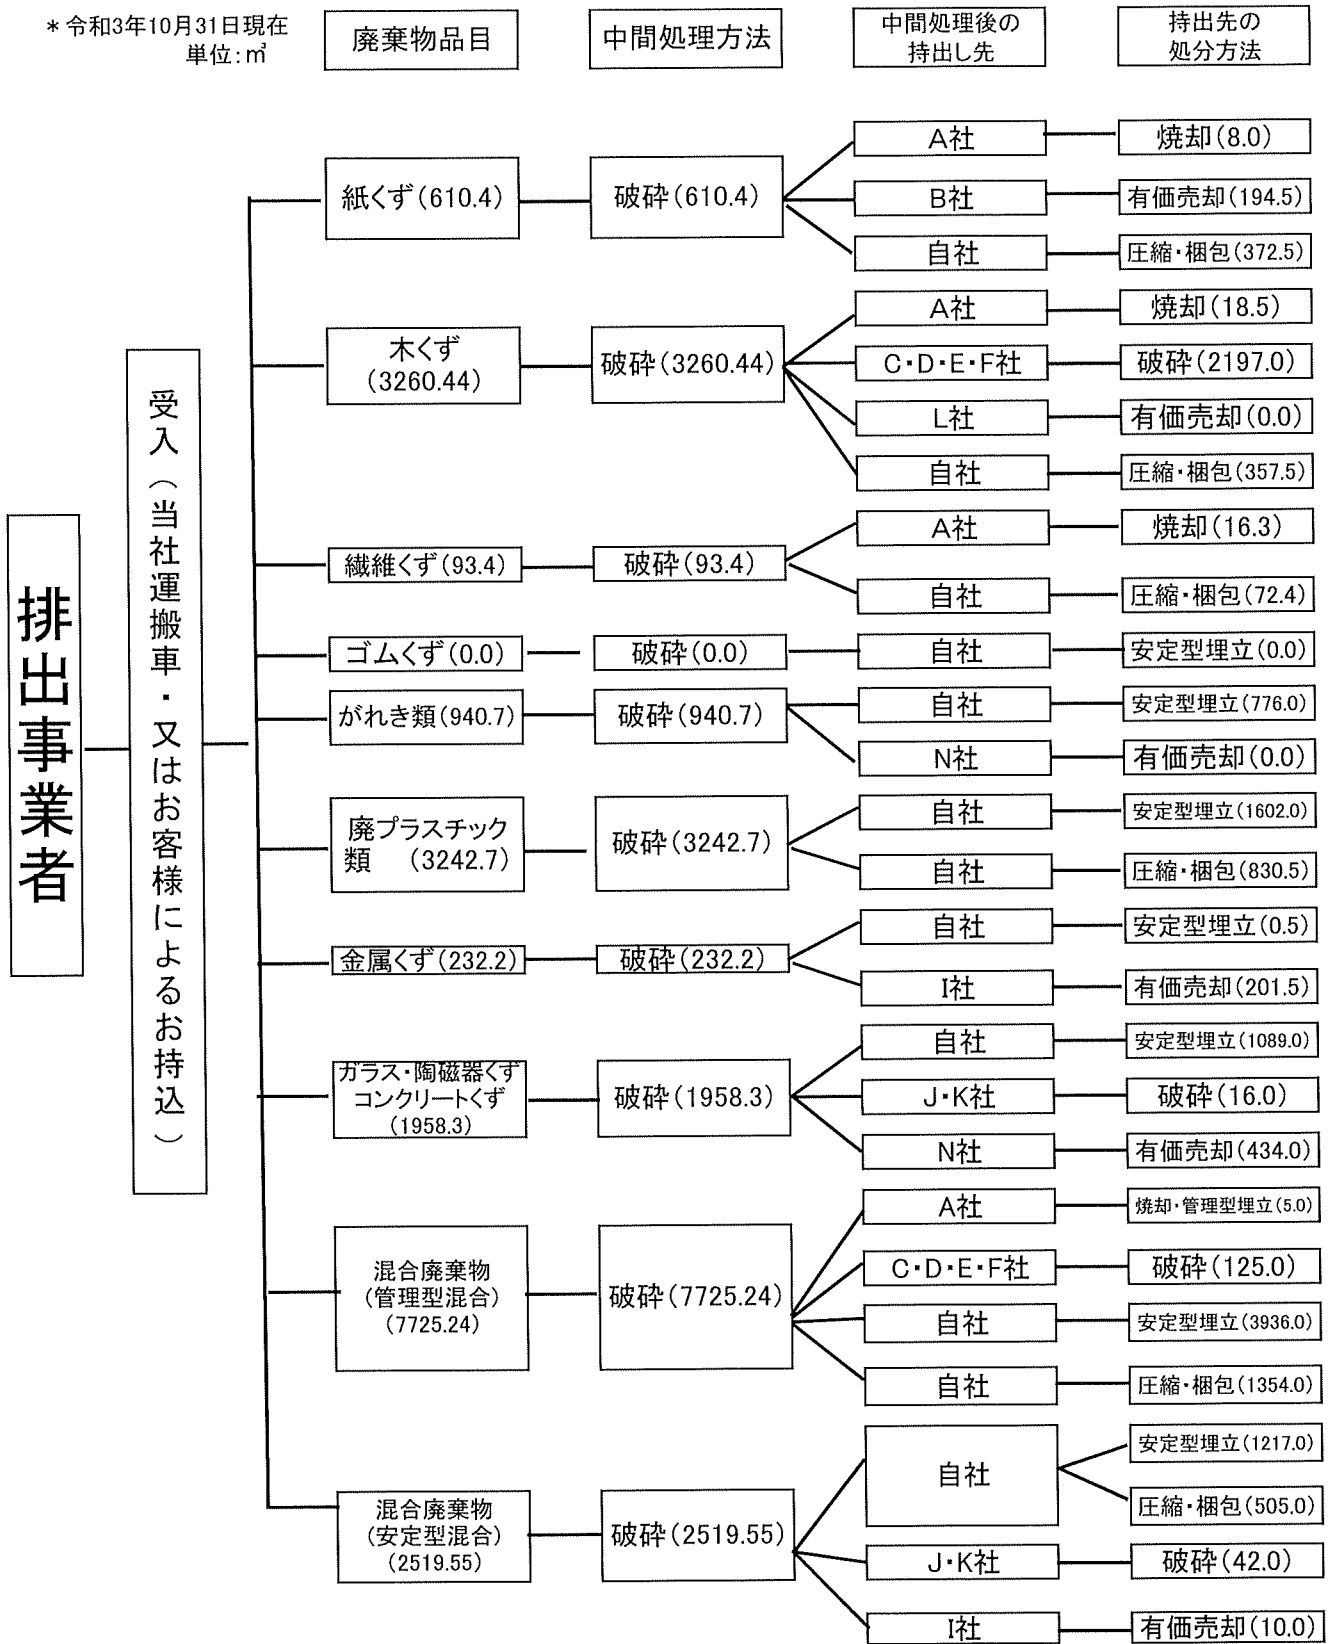 ＊令和3年10月31日現在
単位：㎥
廃棄物品目
中間処理方法
中間処理後の
持出し先
持出先の
処分方法
排出事業者
受入（当社運搬車・又はお客様によるお持込）
紙くず(610.4)
破砕(610.4)
A社
焼却(8.0)
B社
有価売却(194.5)
自社
圧縮・梱包(372.5)
木くず
(3260.44)
破砕(3260.44)
A社
焼却(18.5)
C・D・E・F社
破砕(2197.0)
L社
有価売却(0.0)
自社
圧縮・梱包(357.5)
繊維くず(93.4)
破砕(93.4)
A社
焼却(16.3)
自社
圧縮・梱包(72.4)
ゴムくず(0.0)
破砕(0.0)
自社
安定型埋立(0.0)
がれき類(940.7)
破砕(940.7)
自社
安定型埋立(776.0)
N社
有価売却(0.0)
廃プラスチック
類　(3242.7)
破砕(3242.7)
自社
安定型埋立(1602.0)
自社
圧縮・梱包(830.5)
金属くず(232.2)
破砕(232.2)
自社
安定型埋立(0.5)
I社
有価売却(201.5)
ガラス・陶磁器くず
コンクリートくず
(1958.3)
破砕(1958.3)
自社
安定型埋立(1089.0)
J・K社
破砕(16.0)
N社
有価売却(434.0)
混合廃棄物
(管理型混合)
(7725.24)
破砕(7725.24)
A社
焼却・管理型埋立(5.0)
C・D・E・F社
破砕(125.0)
自社
安定型埋立(3936.0)
自社
圧縮・梱包(1354.0)
混合廃棄物
(安定型混合)
(2519.55)
破砕(2519.55)
自社
安定型埋立(1217.0)
圧縮・梱包(505.0)
J・K社
破砕(42.0)
I社
有価売却(10.0)